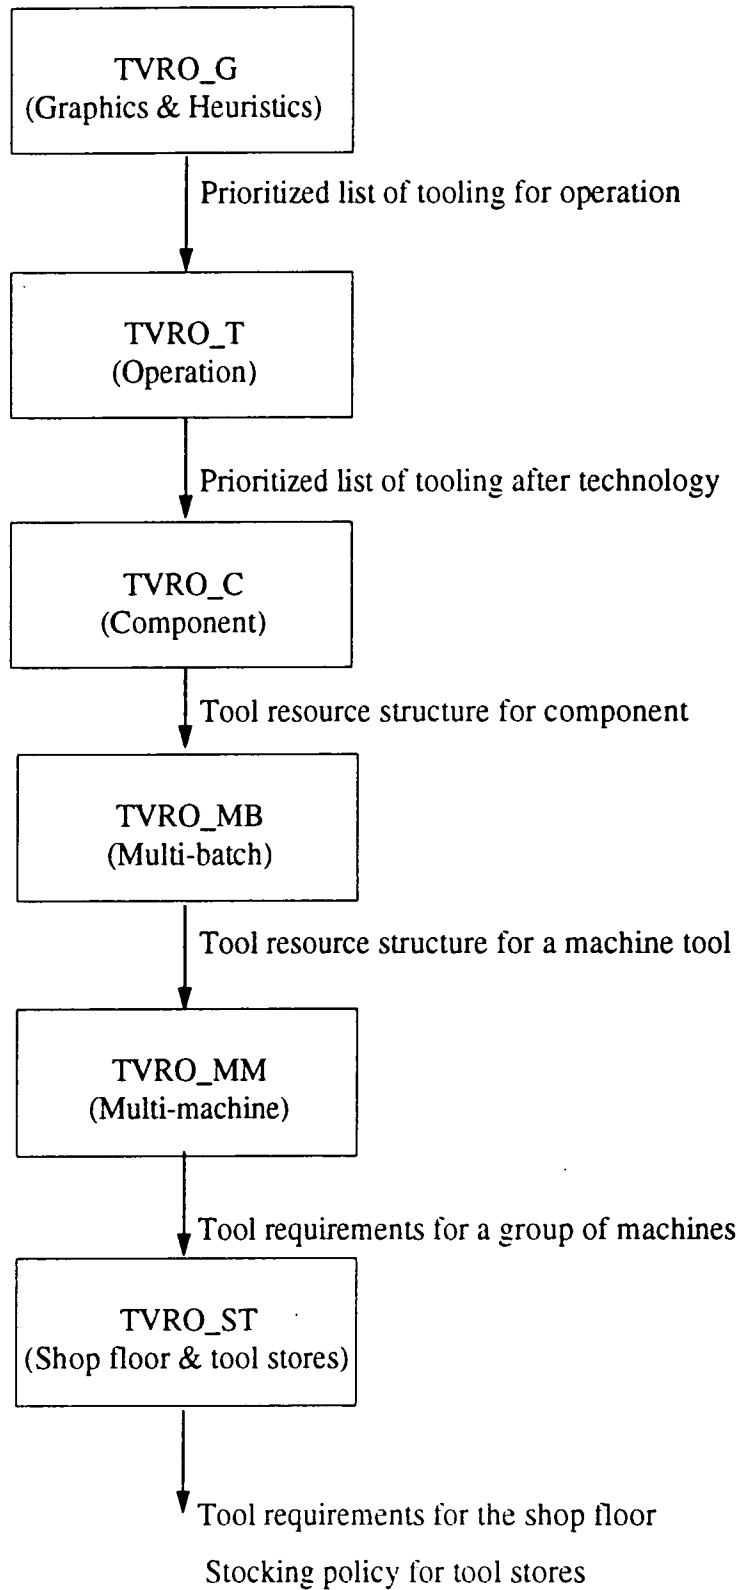 TVRO_G
(Graphics & Heuristics)
Prioritized list of tooling for operation
TVRO_T
(Operation)
Prioritized list of tooling after technology
TVRO_C
(Component)
Tool resource structure for component
TVRO_MB
(Multi-batch)
Tool resource structure for a machine tool
TVRO_MM
(Multi-machine)
Tool requirements for a group of machines
TVRO_ST
(Shop floor & tool stores)
Tool requirements for the shop floor
Stocking policy for tool stores